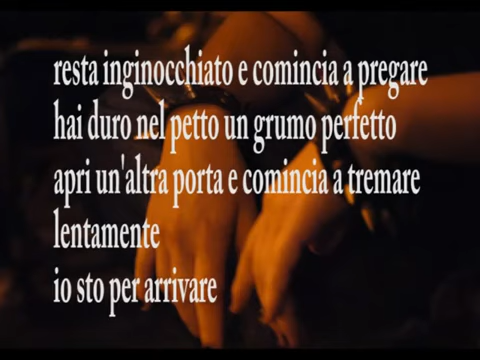 resta inginocchiato e comincia a pregare
hai duro nel petto un grumo perfetto
apri un'altra porta e comincia a tremare
lentamente
io sto per arrivare